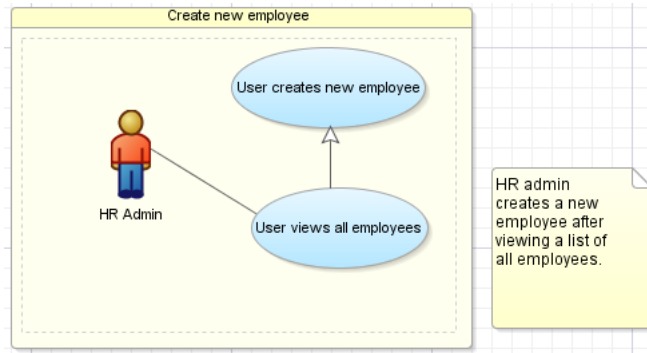 Create new employee
User creates new employee
HR Admin
User views all employees
HR admin
creates a new
employee after
viewing a list of
all employees.